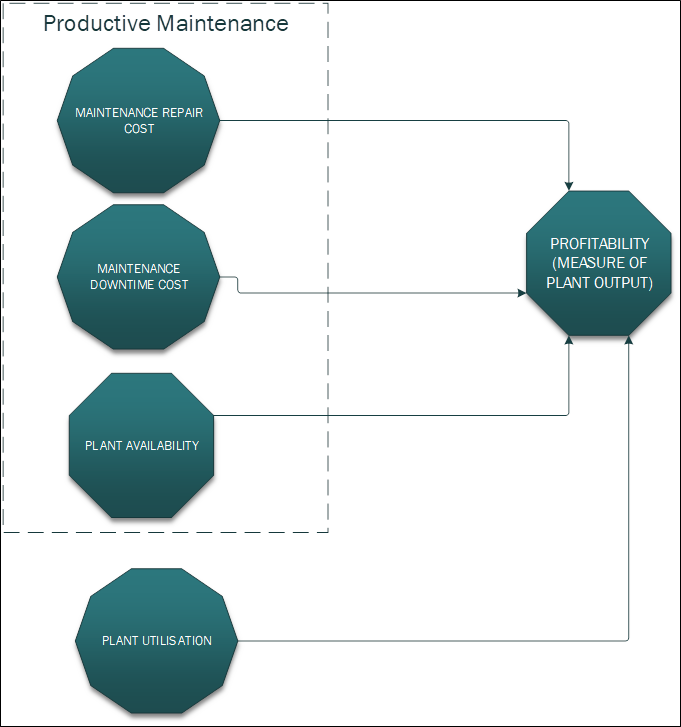 Productive Maintenance
MAINTENANCE REPAIR
COST
MAINTENANCE
DOWNTIME COST
PROFITABILITY
(MEASURE OF
PLANT OUTPUT)
PLANT AVAILABILITY
PLANT UTILISATION